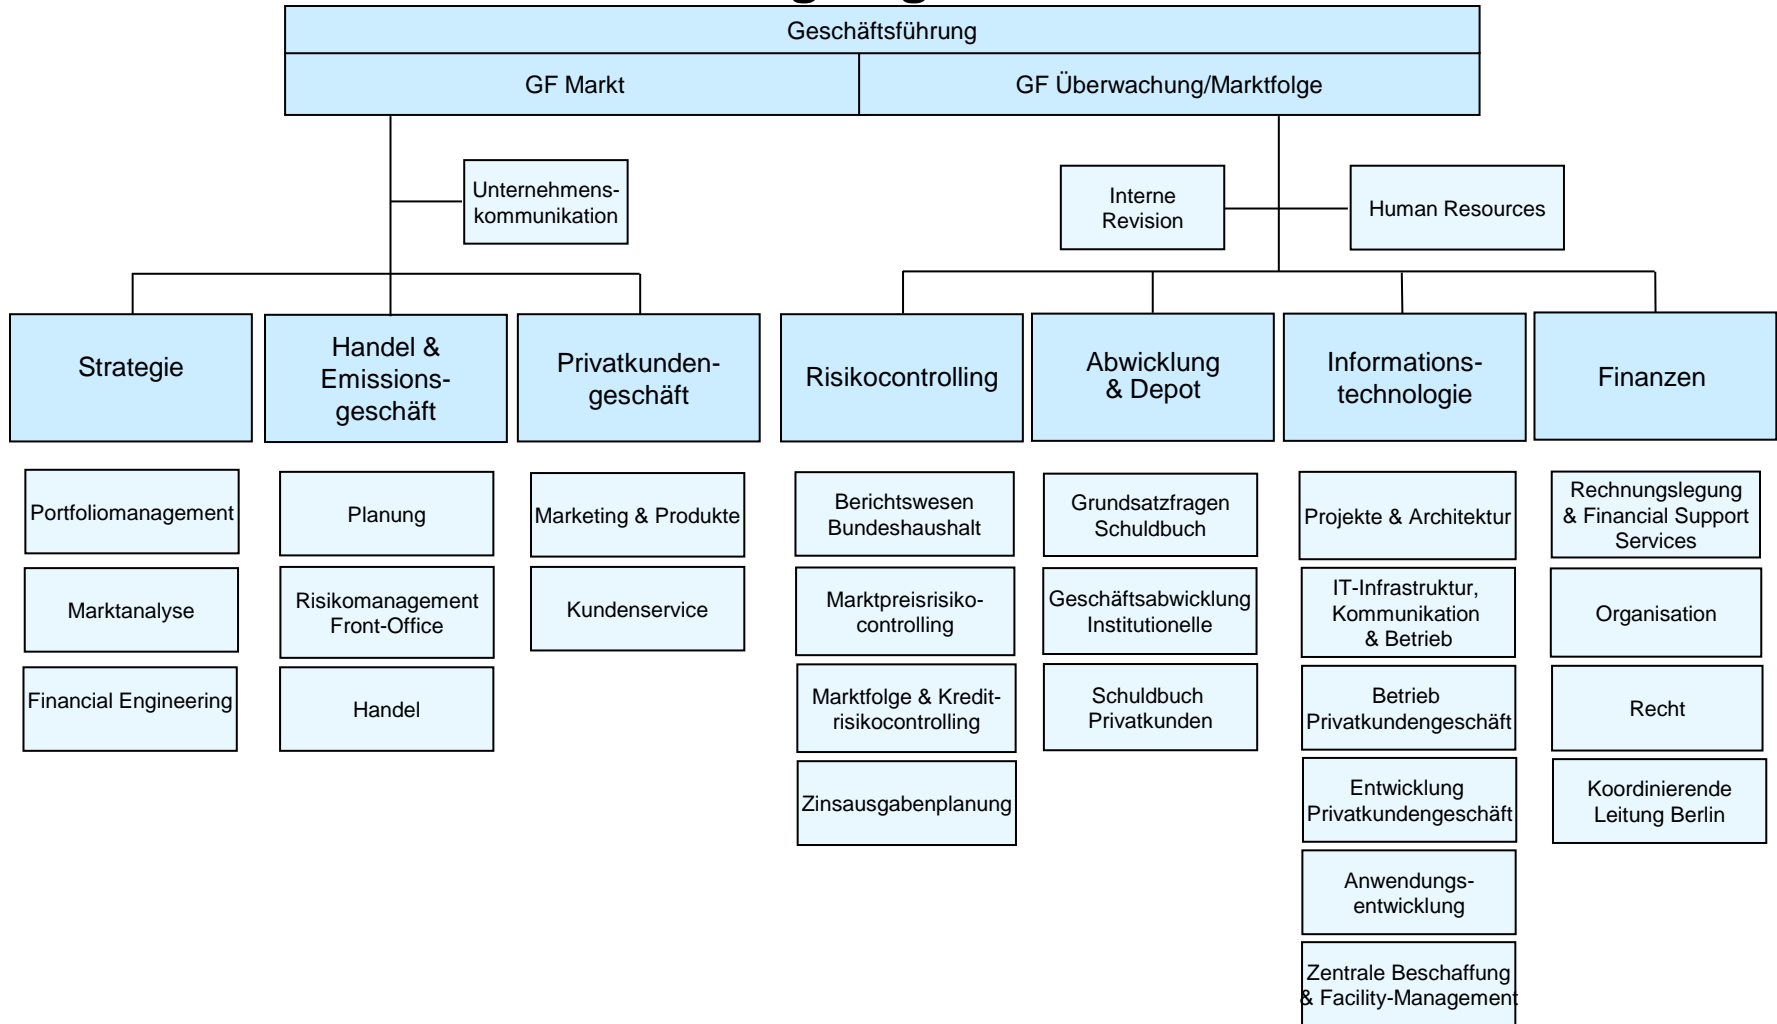 Geschäftsführung
GF Markt
GF Überwachung/Marktfolge
Unternehmens-
kommunikation
Interne
Revision
Human Resources
Strategie
Handel &
Emissions-
geschäft
Privatkunden-
geschäft
Risikocontrolling
Abwicklung
& Depot
Informations-
technologie
Finanzen
Portfoliomanagement
Marktanalyse
Financial Engineering
Planung
Risikomanagement
Front-Office
Handel
Marketing & Produkte
Kundenservice
Berichtswesen
Bundeshaushalt
Marktpreisrisiko-
controlling
Marktfolge & Kredit-
risikocontrolling
Zinsausgabenplanung
Grundsatzfragen
Schuldbuch
Geschäftsabwicklung
Institutionelle
Schuldbuch
Privatkunden
Projekte & Architektur
IT-Infrastruktur,
Kommunikation
& Betrieb
Betrieb
Privatkundengeschäft
Entwicklung
Privatkundengeschäft
Anwendungs-
entwicklung
Zentrale Beschaffung
& Facility-Management
Rechnungslegung
& Financial Support
Services
Organisation
Recht
Koordinierende
Leitung Berlin